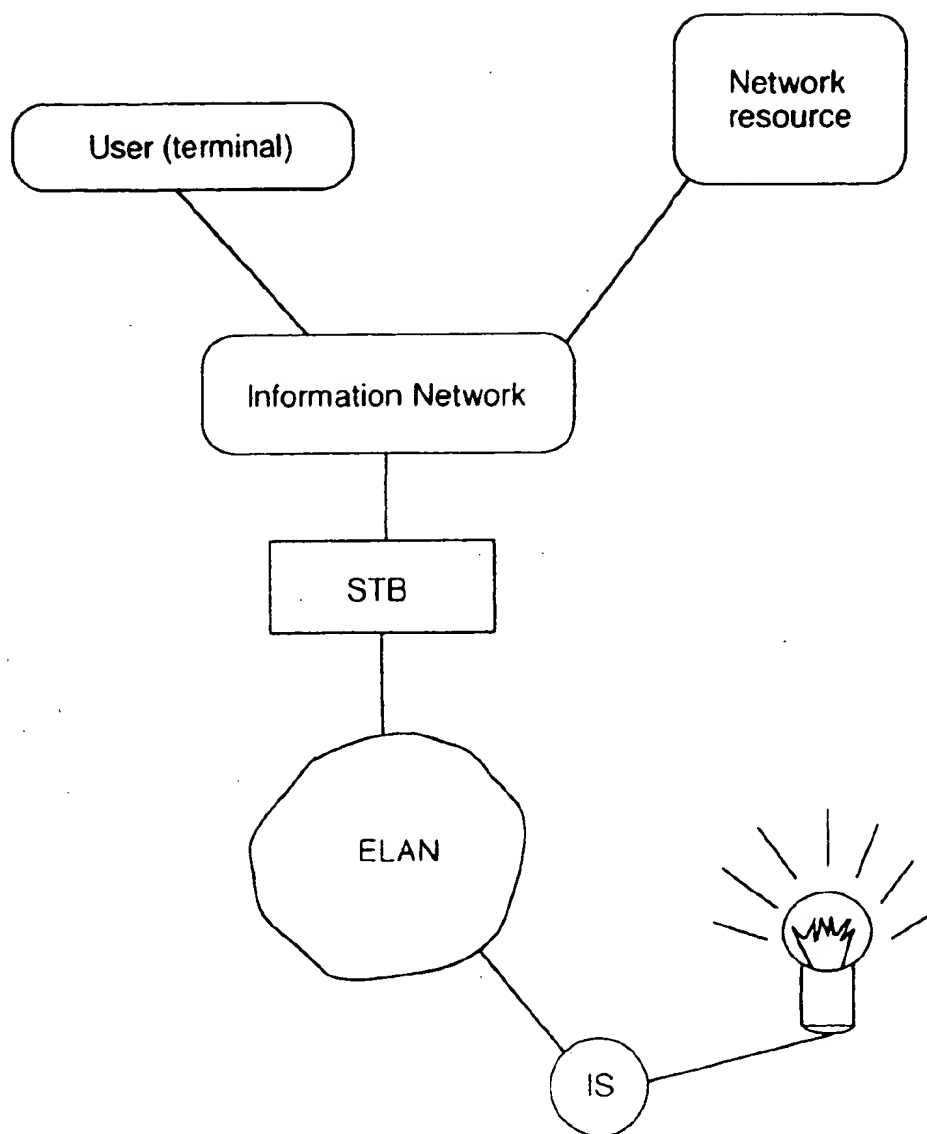 User (terminal)
Network
resource
Information Network
STB
ELAN
IS